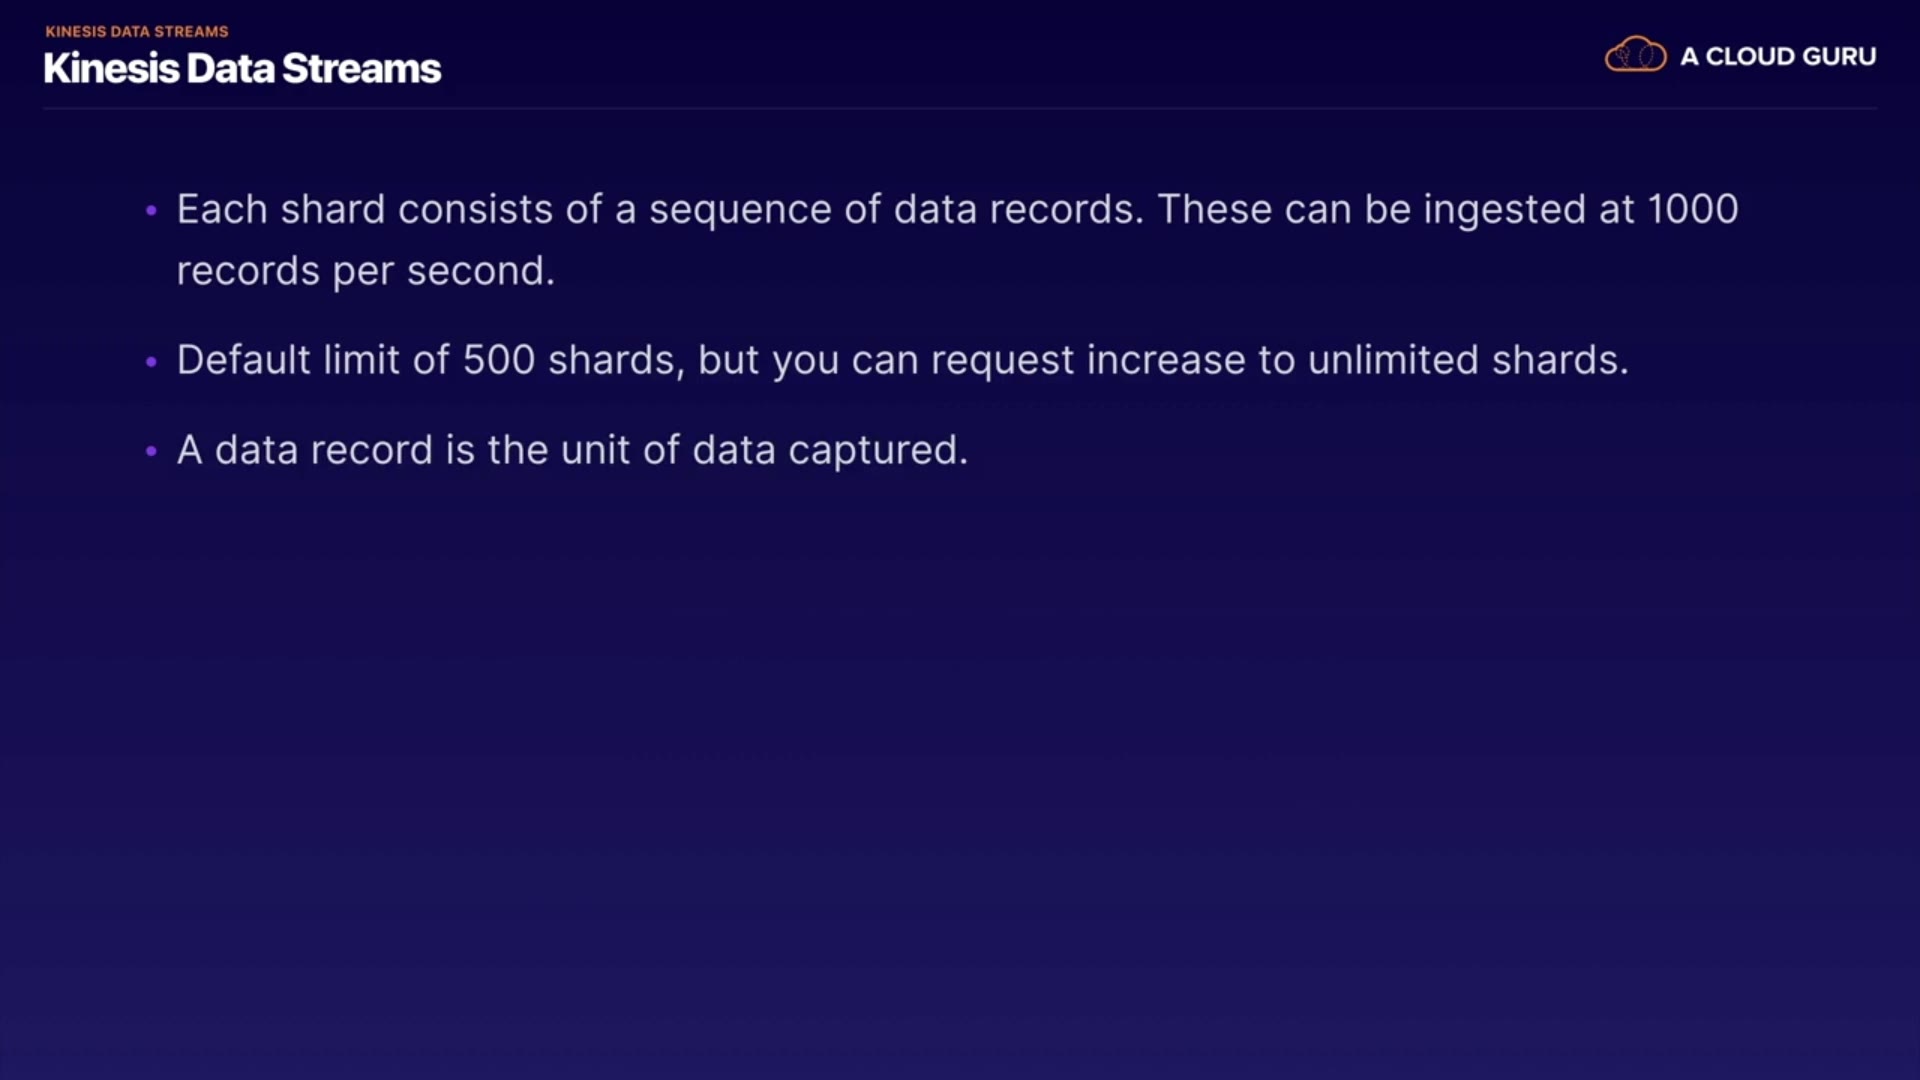 KINESIS DATA STREAMS
Kinesis Data Streams
A CLOUD GURU
• Each shard consists of a sequence of data records. These can be ingested at 1000
records per second.
• Default limit of 500 shards, but you can request increase to unlimited shards.
• A data record is the unit of data captured.